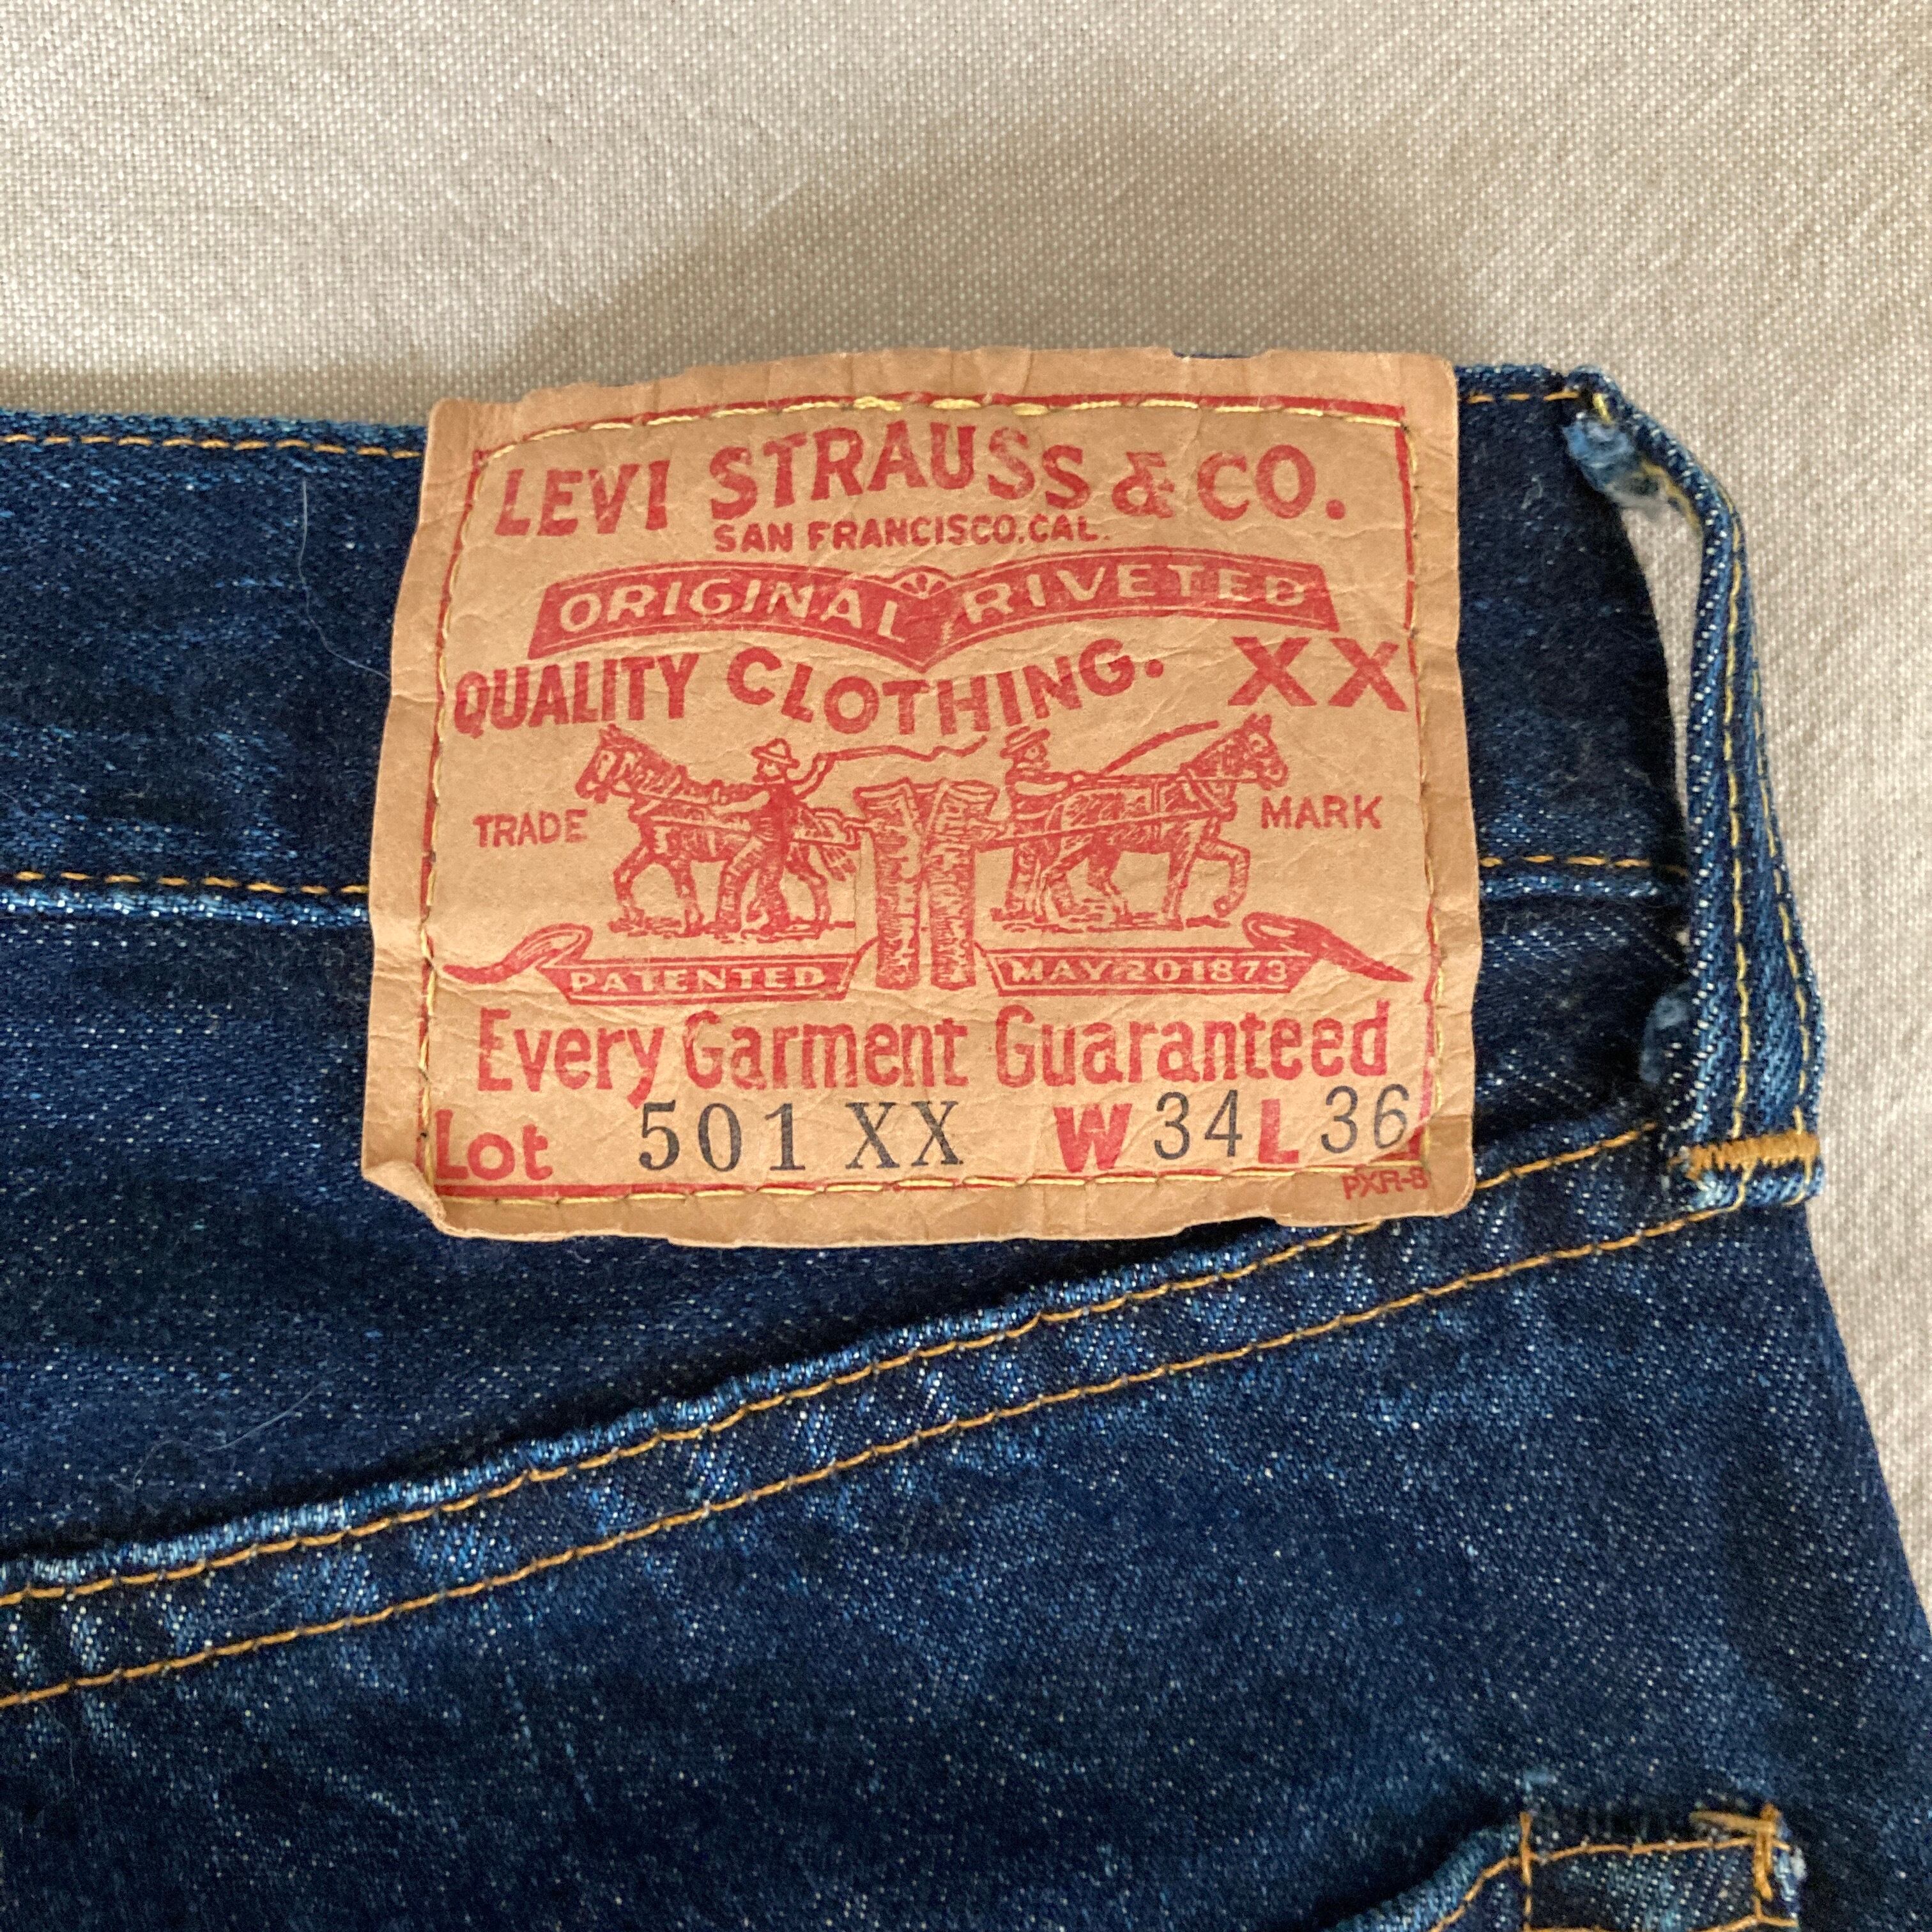 LEVI STRAUSS & CO.
SAN FRANCISCO, CAL.
ORIGINAL RIVETED
QUALITY CLOTHING. XX
TRADE MARK
PATENTED MAY 20 1873
Every Garment Guaranteed
Lot 501 XX W 34 L 36
PXR-8